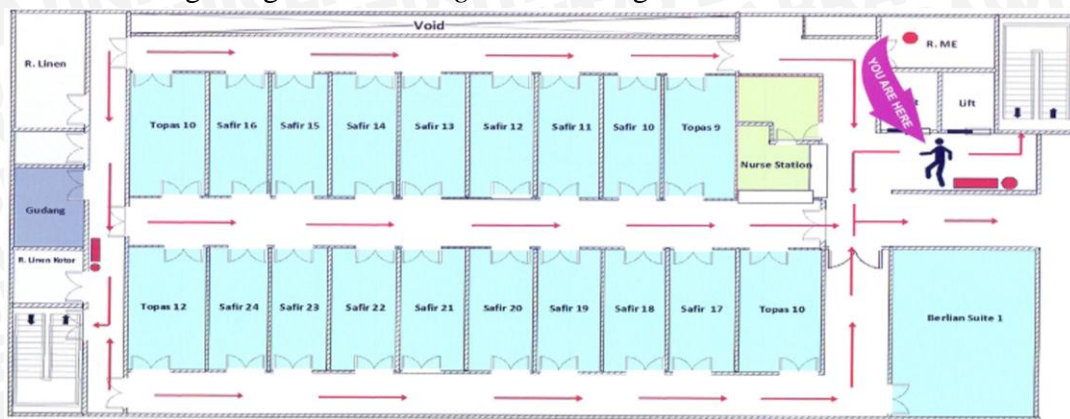 Void
R. Linen
R. ME
YOU ARE HERE
Lift
Topas 10
Safir 16
Safir 15
Safir 14
Safir 13
Safir 12
Safir 11
Safir 10
Topas 9
Nurse Station
Gudang
R. Linen Kotor
Topas 12
Safir 24
Safir 23
Safir 22
Safir 21
Safir 20
Safir 19
Safir 18
Safir 17
Topas 10
Berlian Suite 1